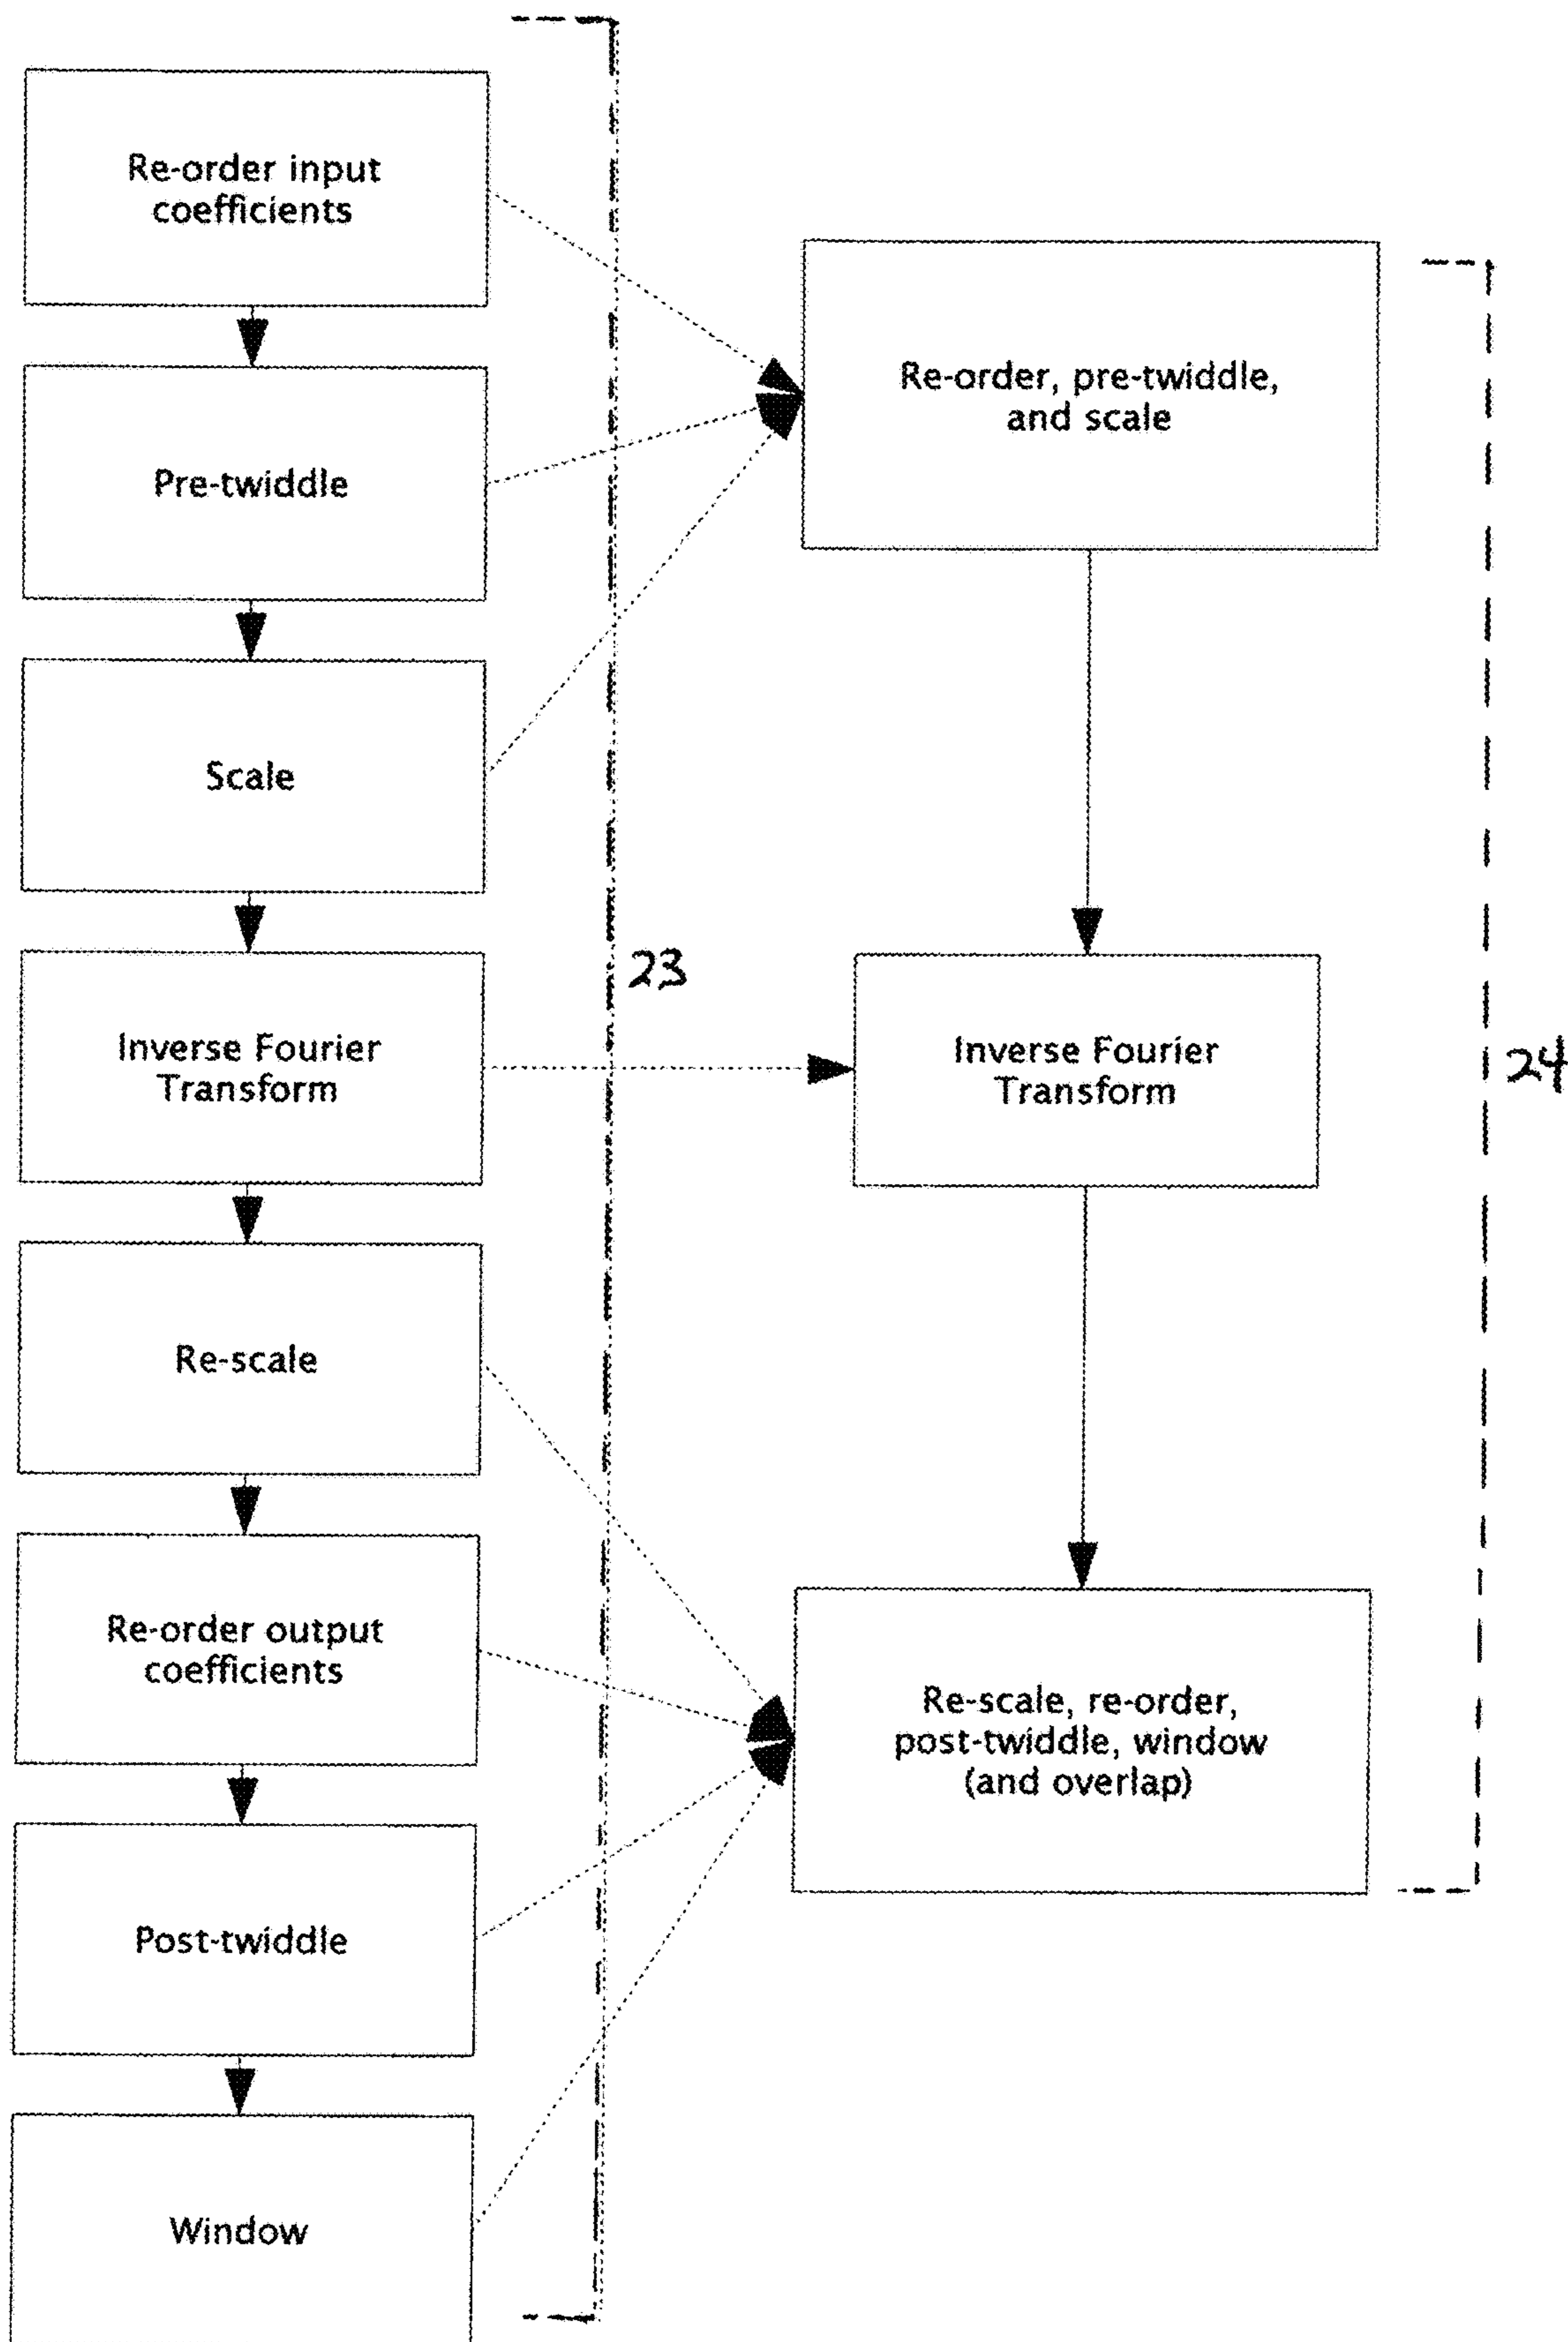 Re-order input
coefficients
Pre-twiddle
Scale
Inverse Fourier
Transform
Re-scale
Re-order output
coefficients
Post-twiddle
Window
23
Re-order, pre-twiddle,
and scale
Inverse Fourier
Transform
Re-scale, re-order,
post-twiddle, window
(and overlap)
24